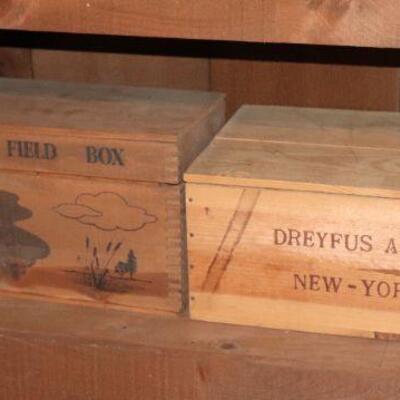 FIELD BOX
DREYFUS A
NEW-YOR